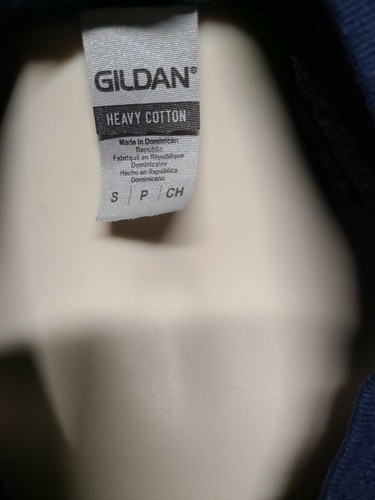 GILDAN®
HEAVY COTTON
Made in Dominican
Republic
Fabriqué en République
Dominicaine
Hecho en República
Dominicana
S / P / CH